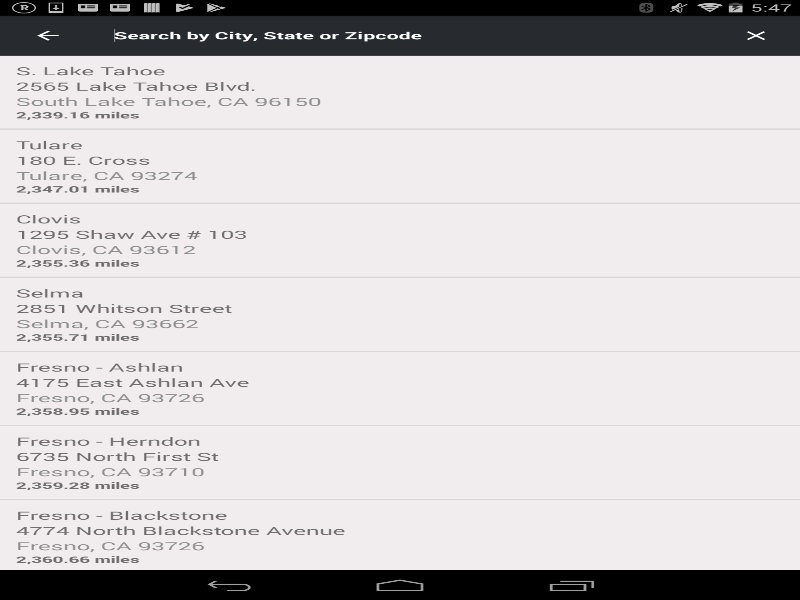 R
5:47
Search by City, State or Zipcode
S. Lake Tahoe
2565 Lake Tahoe Blvd.
South Lake Tahoe, CA 96150
2,339.16 miles
Tulare
180 E. Cross
Tulare, CA 93274
2,347.01 miles
Clovis
1295 Shaw Ave # 103
Clovis, CA 93612
2,355.36 miles
Selma
2851 Whitson Street
Selma, CA 93662
2,355.71 miles
Fresno - Ashlan
4175 East Ashlan Ave
Fresno, CA 93726
2,358.95 miles
Fresno - Herndon
6735 North First St
Fresno, CA 93710
2,359.28 miles
Fresno - Blackstone
4774 North Blackstone Avenue
Fresno, CA 93726
2,360.66 miles